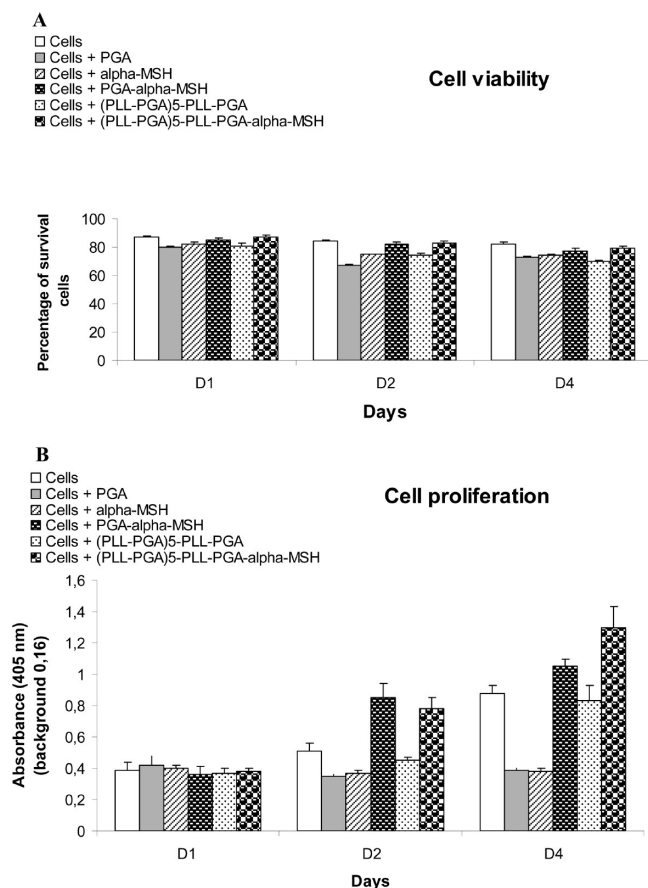 A
Cells
Cells + PGA
Cells + alpha-MSH
Cells + PGA-alpha-MSH
Cells + (PLL-PGA)5-PLL-PGA
Cells + (PLL-PGA)5-PLL-PGA-alpha-MSH
Cell viability
Percentage of survival
cells
100
80
60
40
20
0
D1 D2 D4
Days
B
Cells
Cells + PGA
Cells + alpha-MSH
Cells + PGA-alpha-MSH
Cells + (PLL-PGA)5-PLL-PGA
Cells + (PLL-PGA)5-PLL-PGA-alpha-MSH
Cell proliferation
Absorbance (405 nm)
(background 0,16)
1,6
1,4
1,2
1
0,8
0,6
0,4
0,2
0
D1 D2 D4
Days